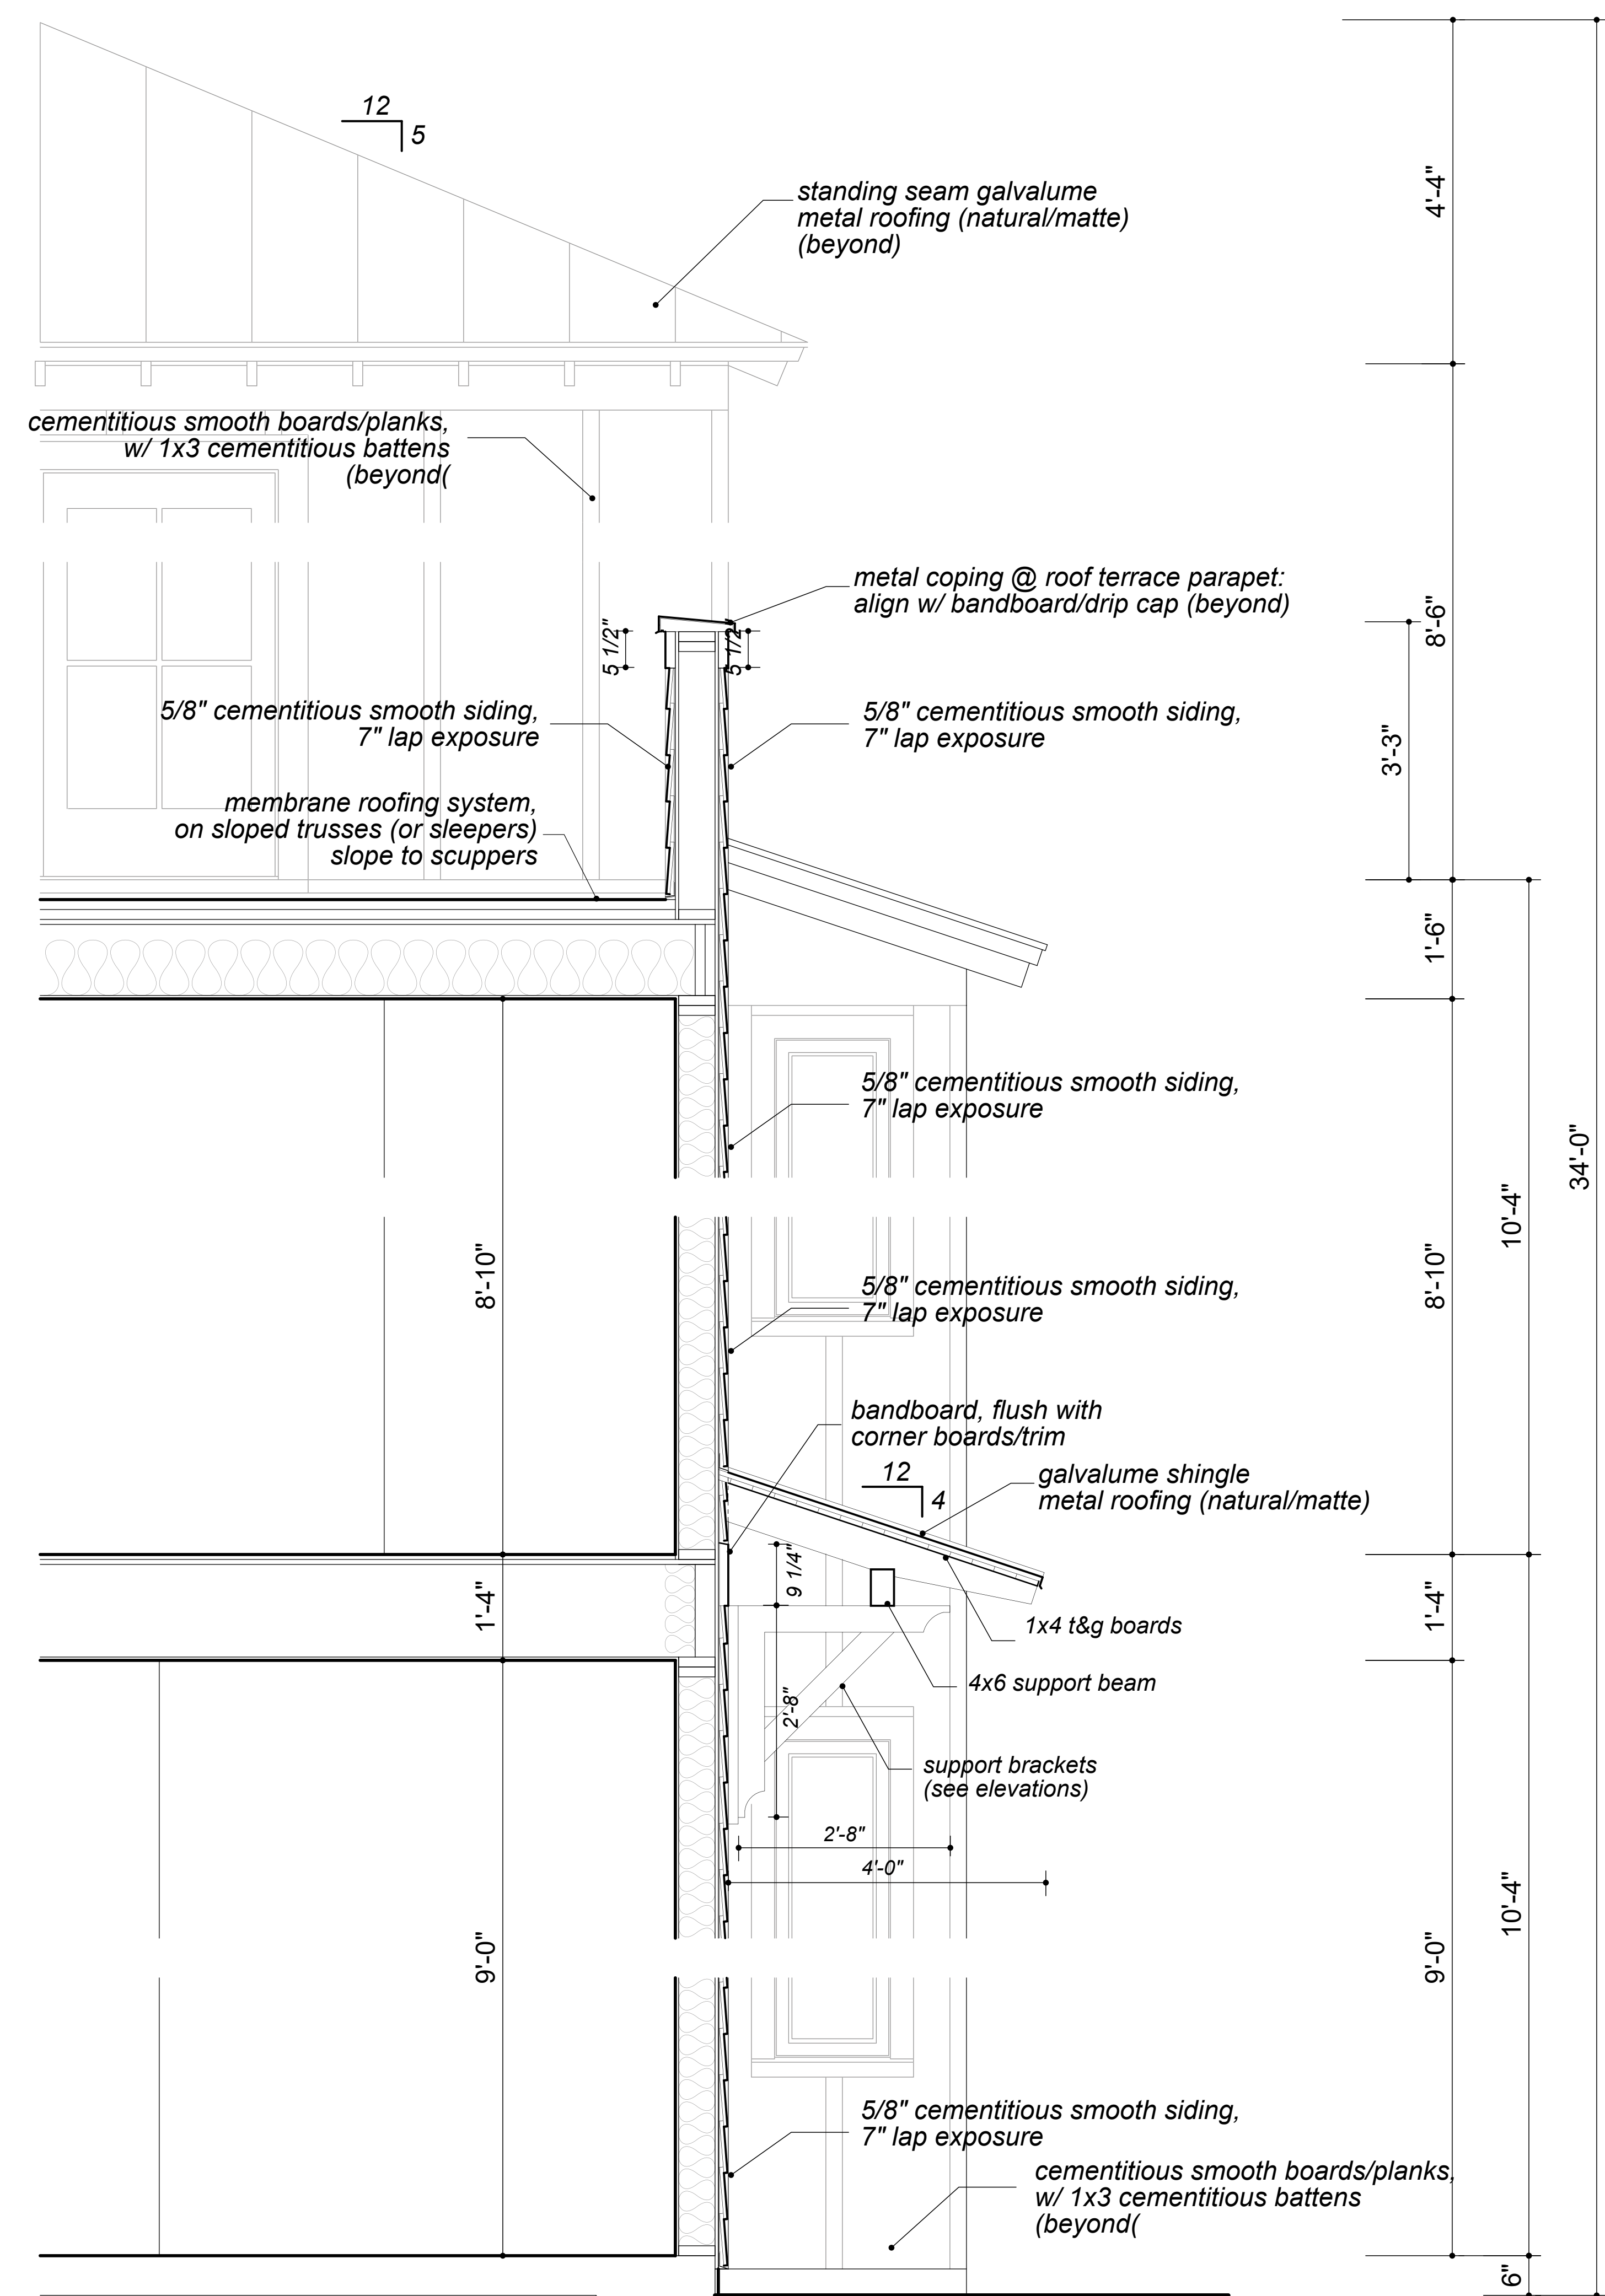 12
5
4'-4"
standing seam galvalume
metal roofing (natural/matte)
(beyond)
cementitious smooth boards/planks,
w/ 1x3 cementitious battens
(beyond(
metal coping @ roof terrace parapet:
align w/ bandboard/drip cap (beyond)
5 1/2"
5 1/2"
8'-6"
3'-3"
5/8" cementitious smooth siding,
7" lap exposure
5/8" cementitious smooth siding,
7" lap exposure
membrane roofing system,
on sloped trusses (or sleepers)
slope to scuppers
1'-6"
5/8" cementitious smooth siding,
7" lap exposure
34'-0"
10'-4"
8'-10"
8'-10"
5/8" cementitious smooth siding,
7" lap exposure
bandboard, flush with
corner boards/trim
12
4
galvalume shingle
metal roofing (natural/matte)
9 1/4"
1'-4"
1'-4"
1x4 t&g boards
4x6 support beam
2'-8"
support brackets
(see elevations)
2'-8"
4'-0"
10'-4"
9'-0"
9'-0"
5/8" cementitious smooth siding,
7" lap exposure
cementitious smooth boards/planks,
w/ 1x3 cementitious battens
(beyond(
6"